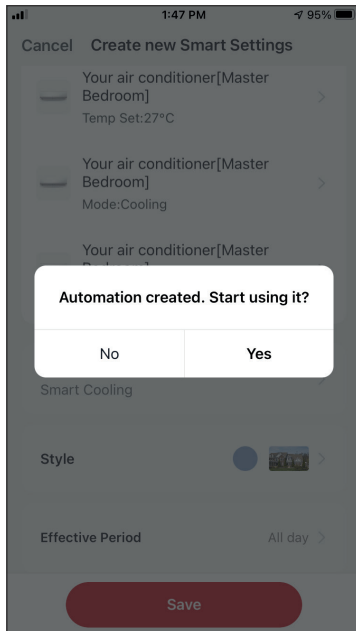 1:47 PM
95%
Cancel Create new Smart Settings
Your air conditioner[Master
Bedroom]
Temp Set:27°C
Your air conditioner[Master
Bedroom]
Mode:Cooling
Your air conditioner[Master
Automation created. Start using it?
No
Yes
Smart Cooling
Style
Effective Period
All day
Save